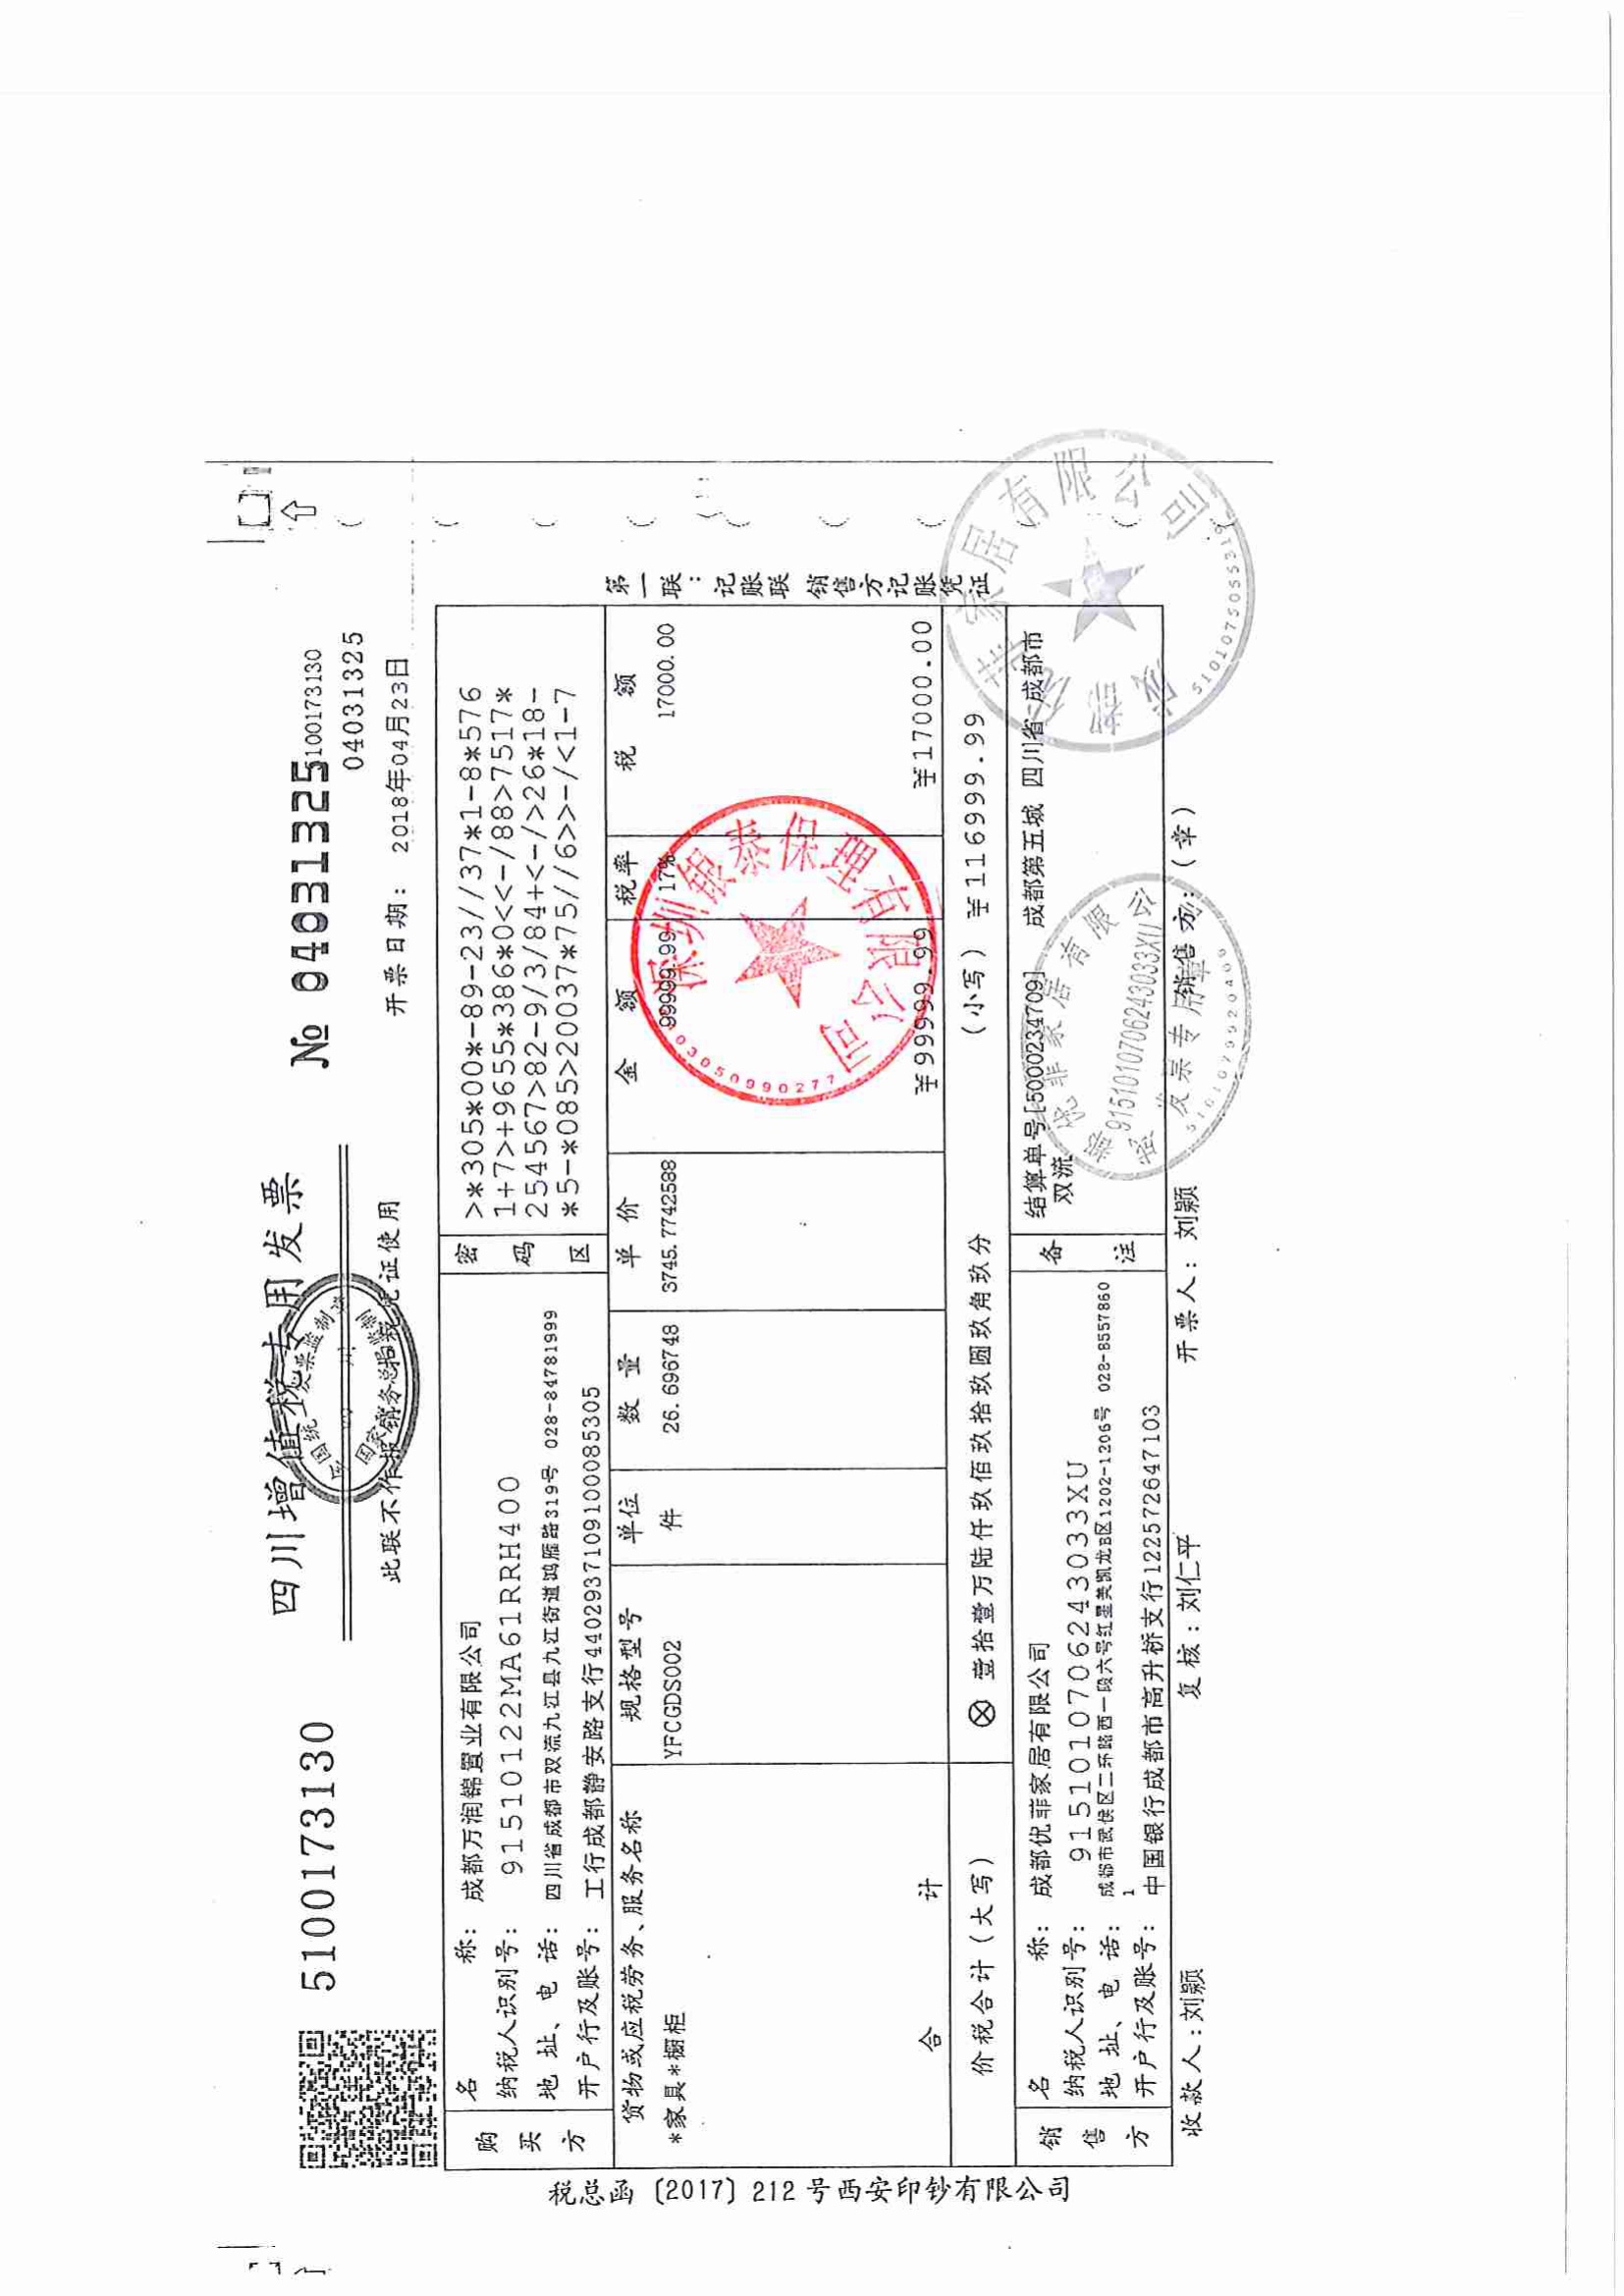 5100173130
四川增值税专用发票
№ 04031325
5100173130
04031325
此联不作报销、扣税凭证使用
开票日期: 2018年04月23日
购买方
名称: 成都万润锦置业有限公司
纳税人识别号: 91510122MA61RRH400
地址、电话: 四川省成都市双流九江县九江街道鸿雁路319号 028-84781999
开户行及账号: 工行成都静安路支行4402937109100085305
密码区
>*305*00*-89-23//37*1-8*576
1+7>+9655*386*0<<-/88>7517*
254567>82-9/3/84+<-/>26*18-
*5-*085>20037*75//6>>-/<1-7
货物或应税劳务、服务名称 规格型号 单位 数量 单价 金额 税率 税额
*家具*橱柜 YFCGDS002 件 26.696748 3745.7742588 99999.99 17% 17000.00
合计 ¥99999.99 ¥17000.00
价税合计(大写) ⊗壹拾壹万陆仟玖佰玖拾玖圆玖角玖分 (小写) ¥116999.99
销售方
名称: 成都优菲家居有限公司
纳税人识别号: 9151010706243033XU
地址、电话: 成都市武侯区二环路西一段六号红星美凯龙B区1202-1206号 028-8557860
1
开户行及账号: 中国银行成都市高升桥支行122572647103
备注
结算单号[5000234709] 成都第五城 四川省 成都市
双流
收款人:刘颖 复核:刘仁平 开票人: 刘颖 销售方:(章)
第一联:记账联 销售方记账凭证
税总函〔2017〕212号西安印钞有限公司
全国统一发票监制章
四川
国家税务总局监制
深圳银泰保理有限公司
成都优菲家居有限公司
5101075055319
成都优菲家居有限公司
9151010706243033XU
发票专用章
5101079920409